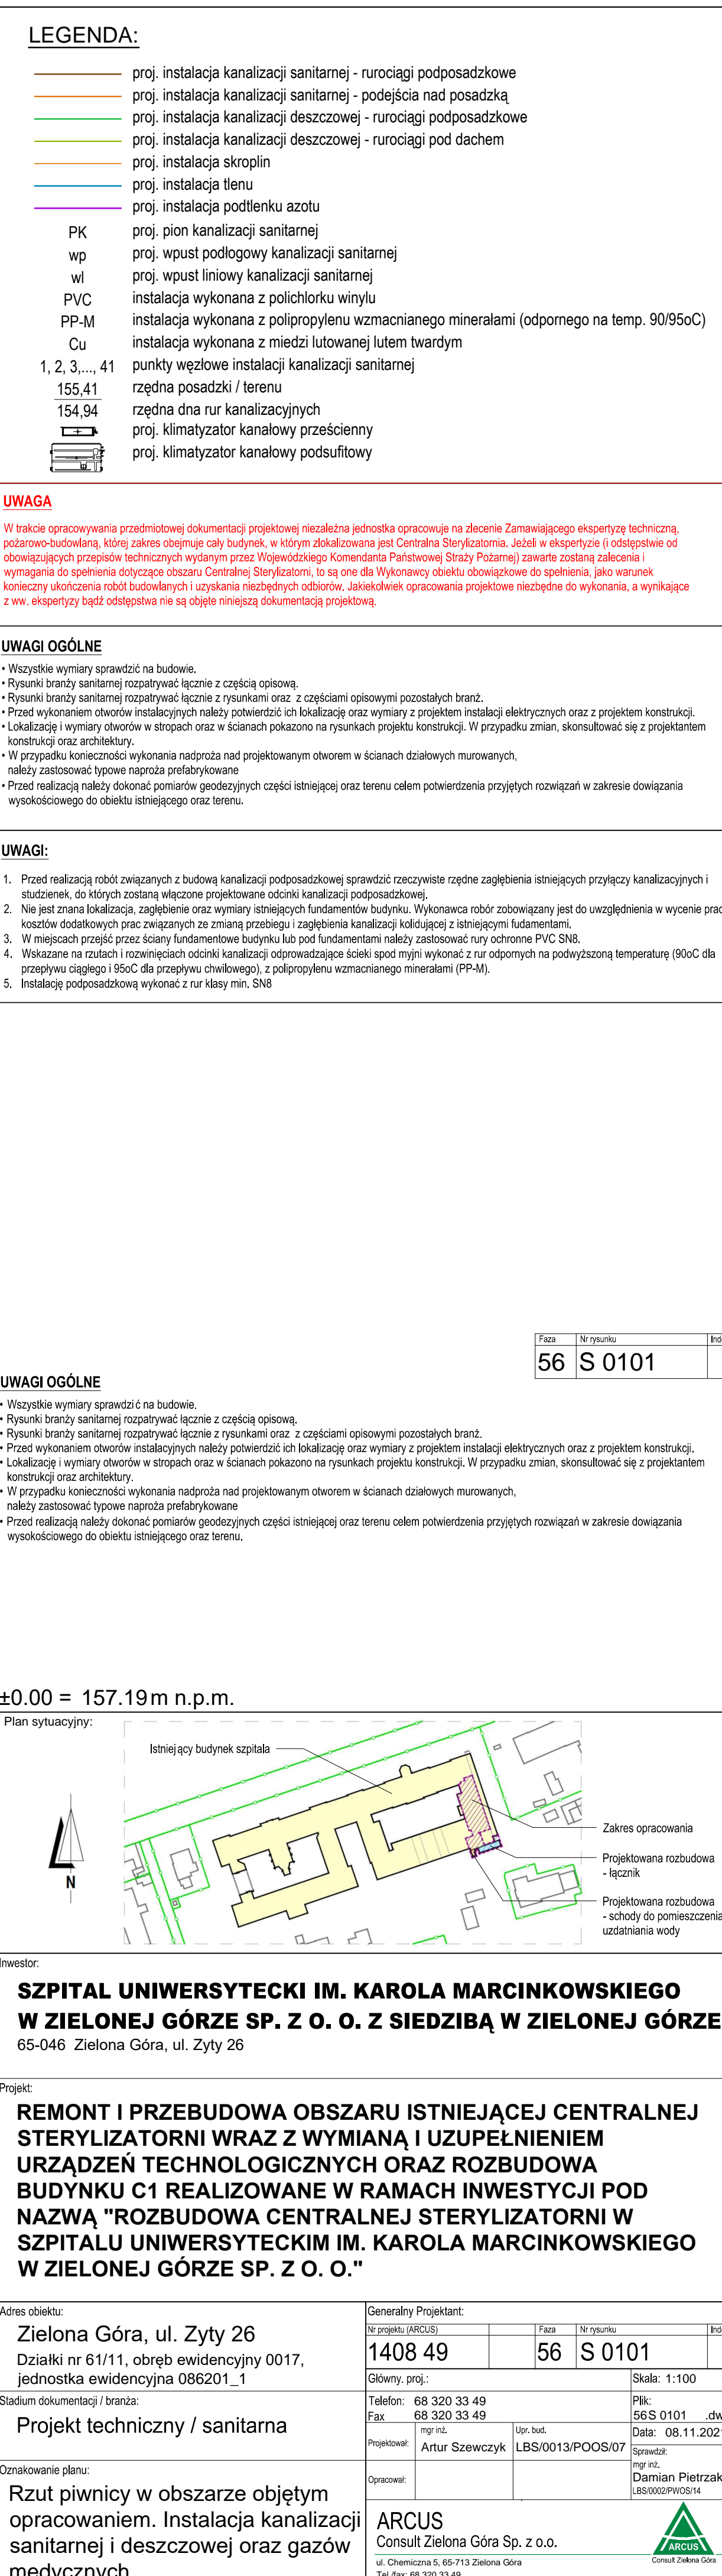 LEGENDA:
proj. instalacja kanalizacji sanitarnej - rurociągi podposadzkowe
proj. instalacja kanalizacji sanitarnej - podejścia nad posadzką
proj. instalacja kanalizacji deszczowej - rurociągi podposadzkowe
proj. instalacja kanalizacji deszczowej - rurociągi pod dachem
proj. instalacja skroplin
proj. instalacja tlenu
proj. instalacja podtlenku azotu
PK proj. pion kanalizacji sanitarnej
wp proj. wpust podłogowy kanalizacji sanitarnej
wl proj. wpust liniowy kanalizacji sanitarnej
PVC instalacja wykonana z polichlorku winylu
PP-M instalacja wykonana z polipropylenu wzmacnianego minerałami (odpornego na temp. 90/95oC)
Cu instalacja wykonana z miedzi lutowanej lutem twardym
1, 2, 3,..., 41 punkty węzłowe instalacji kanalizacji sanitarnej
155,41 rzędna posadzki / terenu
154,94 rzędna dna rur kanalizacyjnych
proj. klimatyzator kanałowy prześcienny
proj. klimatyzator kanałowy podsufitowy
UWAGA
W trakcie opracowywania przedmiotowej dokumentacji projektowej niezależna jednostka opracowuje na zlecenie Zamawiającego ekspertyzę techniczną,
pożarowo-budowlaną, której zakres obejmuje cały budynek, w którym zlokalizowana jest Centralna Sterylizatornia. Jeżeli w ekspertyzie (i odstępstwie od
obowiązujących przepisów technicznych wydanym przez Wojewódzkiego Komendanta Państwowej Straży Pożarnej) zawarte zostaną zalecenia i
wymagania do spełnienia dotyczące obszaru Centralnej Sterylizatorni, to są one dla Wykonawcy obiektu obowiązkowe do spełnienia, jako warunek
konieczny ukończenia robót budowlanych i uzyskania niezbędnych odbiorów. Jakiekolwiek opracowania projektowe niezbędne do wykonania, a wynikające
z ww. ekspertyzy bądź odstępstwa nie są objęte niniejszą dokumentacją projektową.
UWAGI OGÓLNE
• Wszystkie wymiary sprawdzić na budowie.
• Rysunki branży sanitarnej rozpatrywać łącznie z częścią opisową.
• Rysunki branży sanitarnej rozpatrywać łącznie z rysunkami oraz z częściami opisowymi pozostałych branż.
• Przed wykonaniem otworów instalacyjnych należy potwierdzić ich lokalizację oraz wymiary z projektem instalacji elektrycznych oraz z projektem konstrukcji.
• Lokalizację i wymiary otworów w stropach oraz w ścianach pokazono na rysunkach projektu konstrukcji. W przypadku zmian, skonsultować się z projektantem
konstrukcji oraz architektury.
• W przypadku konieczności wykonania nadproża nad projektowanym otworem w ścianach działowych murowanych,
należy zastosować typowe naproża prefabrykowane
• Przed realizacją należy dokonać pomiarów geodezyjnych części istniejącej oraz terenu celem potwierdzenia przyjętych rozwiązań w zakresie dowiązania
wysokościowego do obiektu istniejącego oraz terenu.
UWAGI:
1. Przed realizacją robót związanych z budową kanalizacji podposadzkowej sprawdzić rzeczywiste rzędne zagłębienia istniejących przyłączy kanalizacyjnych i
studzienek, do których zostaną włączone projektowane odcinki kanalizacji podposadzkowej.
2. Nie jest znana lokalizacja, zagłębienie oraz wymiary istniejących fundamentów budynku. Wykonawca robór zobowiązany jest do uwzględnienia w wycenie prac
kosztów dodatkowych prac związanych ze zmianą przebiegu i zagłębienia kanalizacji kolidującej z istniejącymi fudamentami.
3. W miejscach przejść przez ściany fundamentowe budynku lub pod fundamentami należy zastosować rury ochronne PVC SN8.
4. Wskazane na rzutach i rozwinięciach odcinki kanalizacji odprowadzające ścieki spod myjni wykonać z rur odpornych na podwyższoną temperaturę (90oC dla
przepływu ciągłego i 95oC dla przepływu chwilowego), z polipropylenu wzmacnianego minerałami (PP-M).
5. Instalację podposadzkową wykonać z rur klasy min. SN8
Faza Nr rysunku Ind
56 S 0101
UWAGI OGÓLNE
• Wszystkie wymiary sprawdzić na budowie.
• Rysunki branży sanitarnej rozpatrywać łącznie z częścią opisową.
• Rysunki branży sanitarnej rozpatrywać łącznie z rysunkami oraz z częściami opisowymi pozostałych branż.
• Przed wykonaniem otworów instalacyjnych należy potwierdzić ich lokalizację oraz wymiary z projektem instalacji elektrycznych oraz z projektem konstrukcji.
• Lokalizację i wymiary otworów w stropach oraz w ścianach pokazono na rysunkach projektu konstrukcji. W przypadku zmian, skonsultować się z projektantem
konstrukcji oraz architektury.
• W przypadku konieczności wykonania nadproża nad projektowanym otworem w ścianach działowych murowanych,
należy zastosować typowe naproża prefabrykowane
• Przed realizacją należy dokonać pomiarów geodezyjnych części istniejącej oraz terenu celem potwierdzenia przyjętych rozwiązań w zakresie dowiązania
wysokościowego do obiektu istniejącego oraz terenu.
±0.00 = 157.19m n.p.m.
Plan sytuacyjny:
Istniejący budynek szpitala
Zakres opracowania
Projektowana rozbudowa
- łącznik
Projektowana rozbudowa
- schody do pomieszczenia
uzdatniania wody
N
Inwestor:
SZPITAL UNIWERSYTECKI IM. KAROLA MARCINKOWSKIEGO
W ZIELONEJ GÓRZE SP. Z O. O. Z SIEDZIBĄ W ZIELONEJ GÓRZE
65-046 Zielona Góra, ul. Zyty 26
Projekt:
REMONT I PRZEBUDOWA OBSZARU ISTNIEJĄCEJ CENTRALNEJ
STERYLIZATORNI WRAZ Z WYMIANĄ I UZUPEŁNIENIEM
URZĄDZEŃ TECHNOLOGICZNYCH ORAZ ROZBUDOWA
BUDYNKU C1 REALIZOWANE W RAMACH INWESTYCJI POD
NAZWĄ "ROZBUDOWA CENTRALNEJ STERYLIZATORNI W
SZPITALU UNIWERSYTECKIM IM. KAROLA MARCINKOWSKIEGO
W ZIELONEJ GÓRZE SP. Z O. O."
Adres obiektu:
Zielona Góra, ul. Zyty 26
Działki nr 61/11, obręb ewidencyjny 0017,
jednostka ewidencyjna 086201_1
Stadium dokumentacji / branża:
Projekt techniczny / sanitarna
Oznakowanie planu:
Rzut piwnicy w obszarze objętym
opracowaniem. Instalacja kanalizacji
sanitarnej i deszczowej oraz gazów
medycznych
Generalny Projektant:
Nr projektu (ARCUS) Faza Nr rysunku Ind
1408 49 56 S 0101
Główny. proj.: Skala: 1:100
Telefon: 68 320 33 49 Plik:
Fax 68 320 33 49 56S 0101 .dw
Projektował: mgr inż. Artur Szewczyk Upr. bud. LBS/0013/POOS/07 Data: 08.11.2021
Opracował: Sprawdził:
mgr inż.
Damian Pietrzak
LBS/0002/PWOS/14
ARCUS
Consult Zielona Góra Sp. z o.o.
ul. Chemiczna 5, 65-713 Zielona Góra
Tel./fax: 68 320 33 49
ARCUS
Consult Zielona Góra